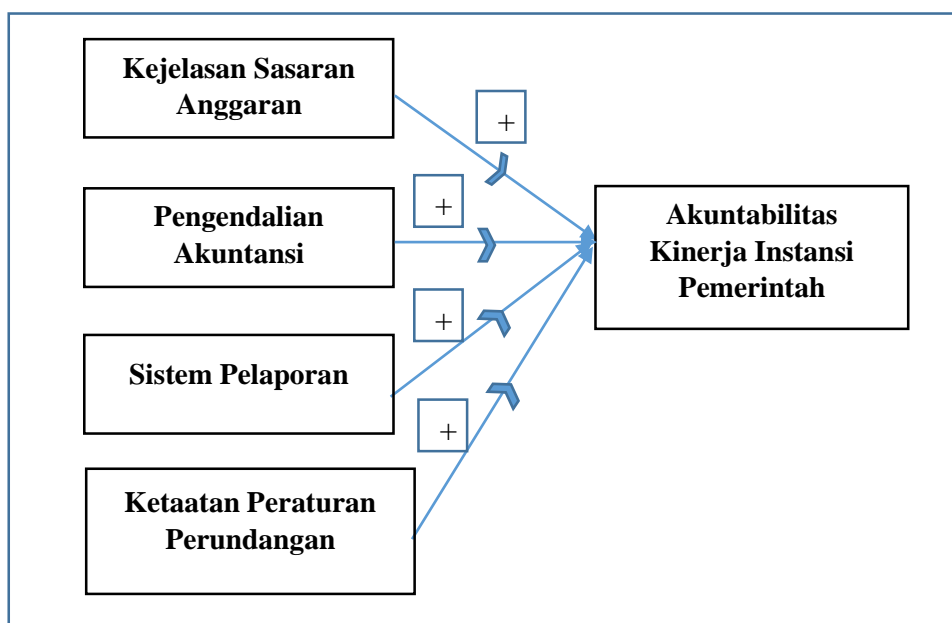 Kejelasan Sasaran
Anggaran
+
Pengendalian
Akuntansi
+
Akuntabilitas
Kinerja Instansi
Pemerintah
Sistem Pelaporan
+
Ketaatan Peraturan
Perundangan
+